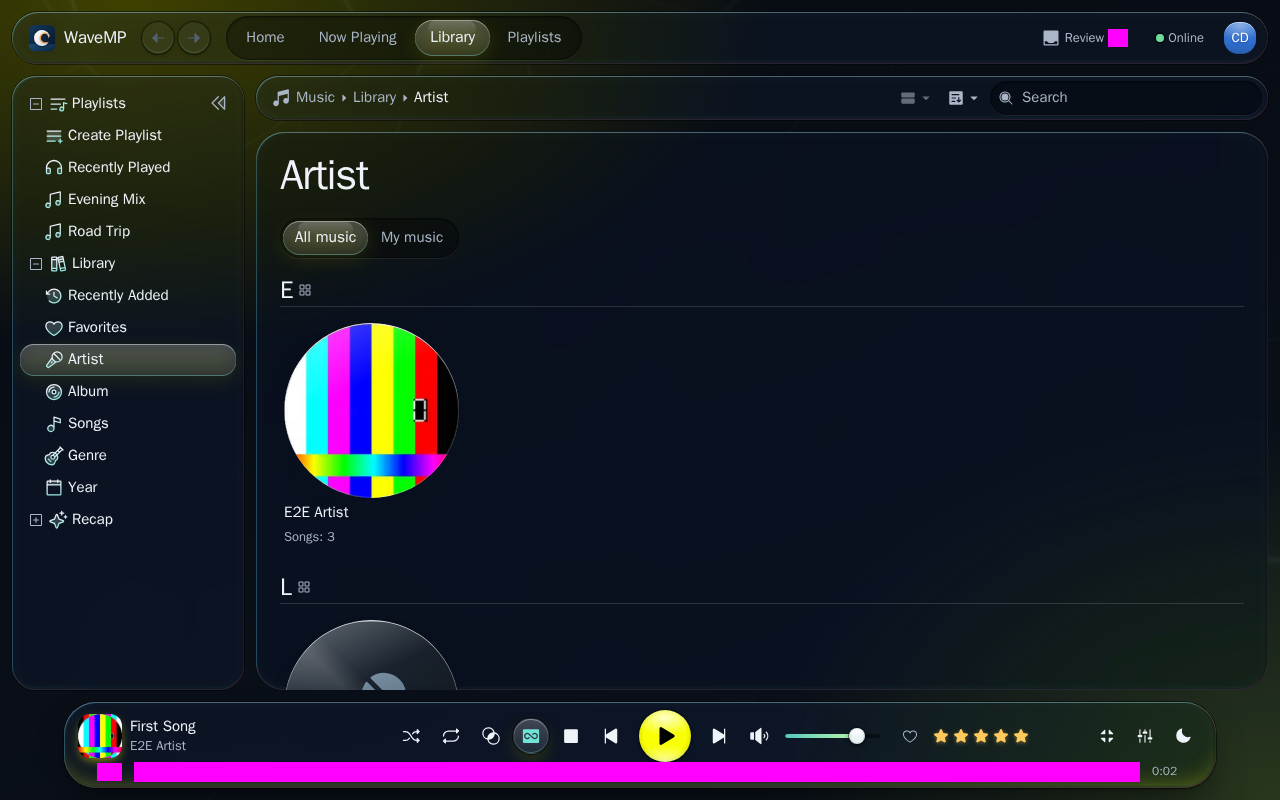 WaveMP
Home
Now Playing
Library
Playlists
Review
Online
CD
Playlists
Create Playlist
Recently Played
Evening Mix
Road Trip
Library
Recently Added
Favorites
Artist
Album
Songs
Genre
Year
Recap
Music
Library
Artist
Search
Artist
All music
My music
E
E2E Artist
Songs: 3
L
First Song
E2E Artist
0:02